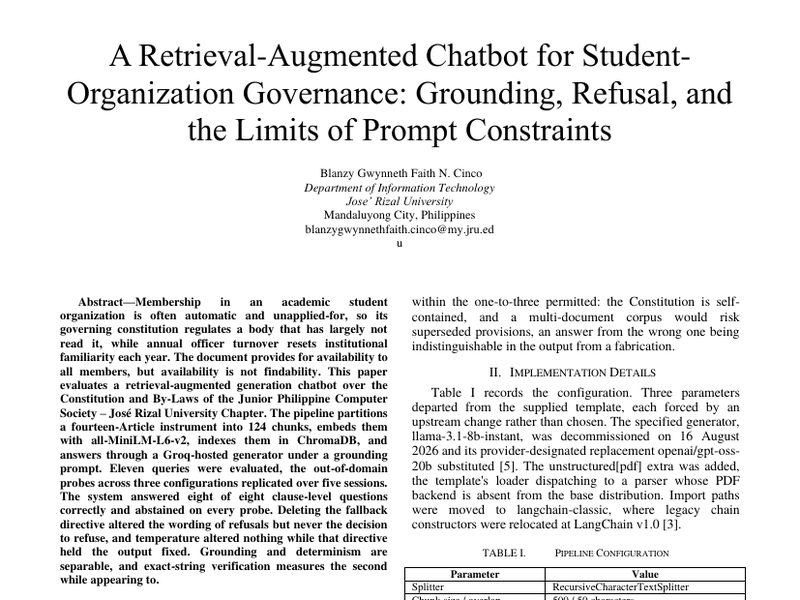 A Retrieval-Augmented Chatbot for Student-
Organization Governance: Grounding, Refusal, and
the Limits of Prompt Constraints
Blanzy Gwynneth Faith N. Cinco
Department of Information Technology
Jose’ Rizal University
Mandaluyong City, Philippines
blanzygwynnethfaith.cinco@my.jru.ed
u
Abstract—Membership in an academic student
organization is often automatic and unapplied-for, so its
governing constitution regulates a body that has largely not
read it, while annual officer turnover resets institutional
familiarity each year. The document provides for availability to
all members, but availability is not findability. This paper
evaluates a retrieval-augmented generation chatbot over the
Constitution and By-Laws of the Junior Philippine Computer
Society – José Rizal University Chapter. The pipeline partitions
a fourteen-Article instrument into 124 chunks, embeds them
with all-MiniLM-L6-v2, indexes them in ChromaDB, and
answers through a Groq-hosted generator under a grounding
prompt. Eleven queries were evaluated, the out-of-domain
probes across three configurations replicated over five sessions.
The system answered eight of eight clause-level questions
correctly and abstained on every probe. Deleting the fallback
directive altered the wording of refusals but never the decision
to refuse, and temperature altered nothing while that directive
held the output fixed. Grounding and determinism are
separable, and exact-string verification measures the second
while appearing to.
within the one-to-three permitted: the Constitution is self-
contained, and a multi-document corpus would risk
superseded provisions, an answer from the wrong one being
indistinguishable in the output from a fabrication.
II. IMPLEMENTATION DETAILS
Table I records the configuration. Three parameters
departed from the supplied template, each forced by an
upstream change rather than chosen. The specified generator,
llama-3.1-8b-instant, was decommissioned on 16 August
2026 and its provider-designated replacement openai/gpt-oss-
20b substituted [5]. The unstructured[pdf] extra was added,
the template's loader dispatching to a parser whose PDF
backend is absent from the base distribution. Import paths
were moved to langchain-classic, where legacy chain
constructors were relocated at LangChain v1.0 [3].
TABLE I. PIPELINE CONFIGURATION
Parameter Value
Splitter RecursiveCharacterTextSplitter